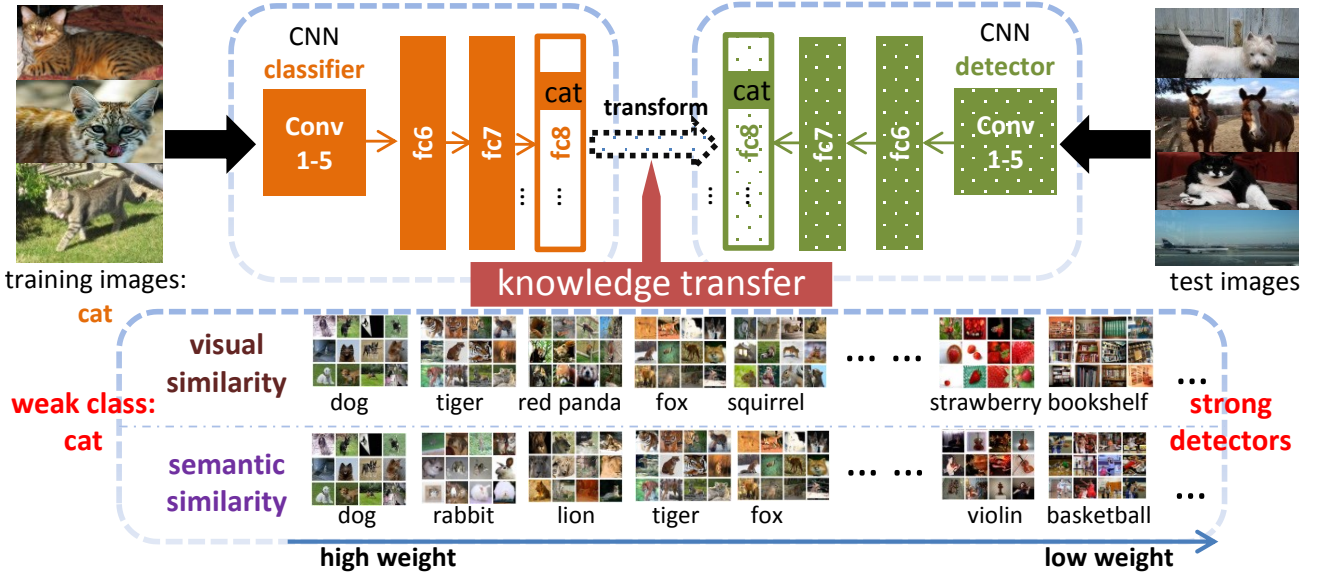 CNN
classifier
Conv
1-5
fc6
fc7
cat
fc8
...
...
transform
cat
fc8
...
...
fc7
fc6
CNN
detector
Conv
1-5
training images:
cat
knowledge transfer
test images
weak class:
cat
visual
similarity
dog
tiger
red panda
fox
squirrel
... ...
strawberry
bookshelf
...
strong
detectors
semantic
similarity
dog
rabbit
lion
tiger
fox
... ...
violin
basketball
...
high weight
low weight